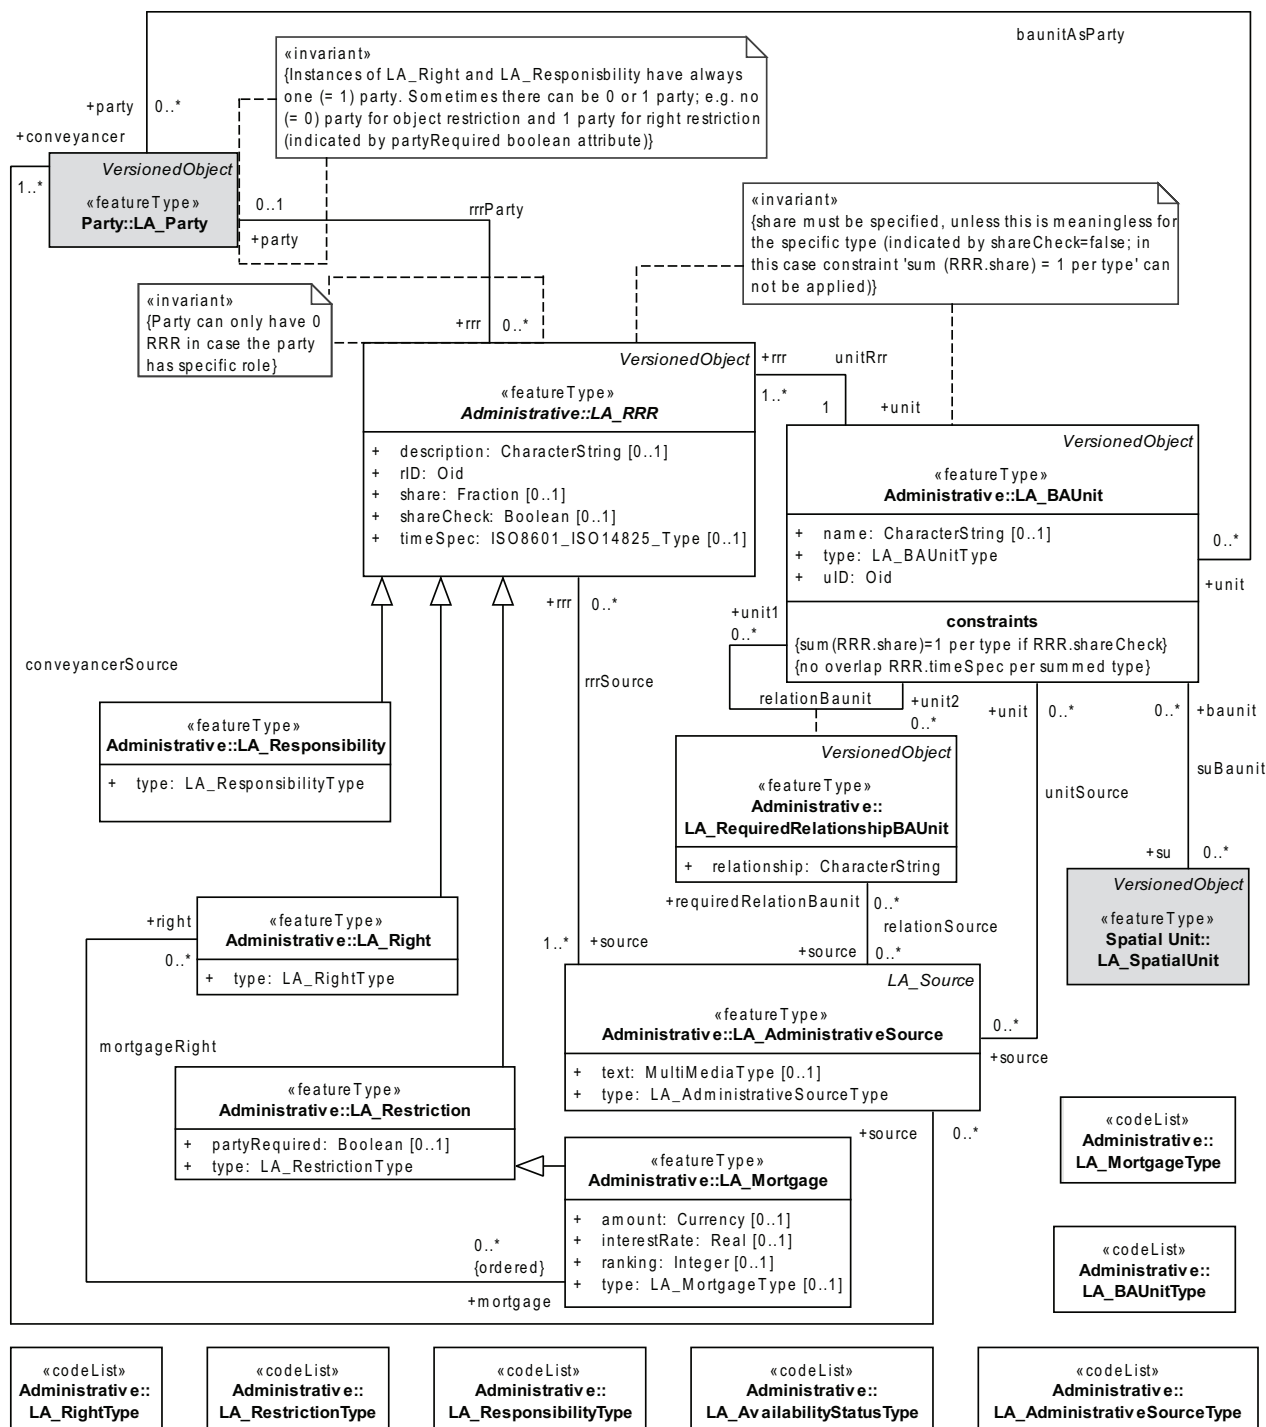 baunitAsParty
«invariant»
{Instances of LA_Right and LA_Responisbility have always
one (= 1) party. Sometimes there can be 0 or 1 party; e.g. no
(= 0) party for object restriction and 1 party for right restriction
(indicated by partyRequired boolean attribute)}
+party
0..*
+conveyancer
1..*
VersionedObject
«featureType»
Party::LA_Party
0..1
+party
rrrParty
«invariant»
{share must be specified, unless this is meaningless for
the specific type (indicated by shareCheck=false; in
this case constraint 'sum (RRR.share) = 1 per type' can
not be applied)}
«invariant»
{Party can only have 0
RRR in case the party
has specific role}
+rrr
0..*
VersionedObject
«featureType»
Administrative::LA_RRR
+ description: CharacterString [0..1]
+ rID: Oid
+ share: Fraction [0..1]
+ shareCheck: Boolean [0..1]
+ timeSpec: ISO8601_ISO14825_Type [0..1]
+rrr
unitRrr
1..*
1
+unit
VersionedObject
«featureType»
Administrative::LA_BAUnit
+ name: CharacterString [0..1]
+ type: LA_BAUnitType
+ uID: Oid
constraints
{sum(RRR.share)=1 per type if RRR.shareCheck}
{no overlap RRR.timeSpec per summed type}
0..*
+unit
+rrr
0..*
+unit1
0..*
conveyancerSource
rrrSource
relationBaunit
+unit2
0..*
+unit
0..*
0..*
+baunit
«featureType»
Administrative::LA_Responsibility
+ type: LA_ResponsibilityType
VersionedObject
«featureType»
Administrative::
LA_RequiredRelationshipBAUnit
+ relationship: CharacterString
unitSource
suBaunit
+su
0..*
VersionedObject
«featureType»
Spatial Unit::
LA_SpatialUnit
+requiredRelationBaunit
0..*
relationSource
+right
0..*
«featureType»
Administrative::LA_Right
+ type: LA_RightType
1..*
+source
+source
0..*
LA_Source
«featureType»
Administrative::LA_AdministrativeSource
+ text: MultiMediaType [0..1]
+ type: LA_AdministrativeSourceType
0..*
+source
mortgageRight
«featureType»
Administrative::LA_Restriction
+ partyRequired: Boolean [0..1]
+ type: LA_RestrictionType
+source
0..*
«featureType»
Administrative::LA_Mortgage
+ amount: Currency [0..1]
+ interestRate: Real [0..1]
+ ranking: Integer [0..1]
+ type: LA_MortgageType [0..1]
0..*
{ordered}
+mortgage
«codeList»
Administrative::
LA_MortgageType
«codeList»
Administrative::
LA_BAUnitType
«codeList»
Administrative::
LA_RightType
«codeList»
Administrative::
LA_RestrictionType
«codeList»
Administrative::
LA_ResponsibilityType
«codeList»
Administrative::
LA_AvailabilityStatusType
«codeList»
Administrative::
LA_AdministrativeSourceType